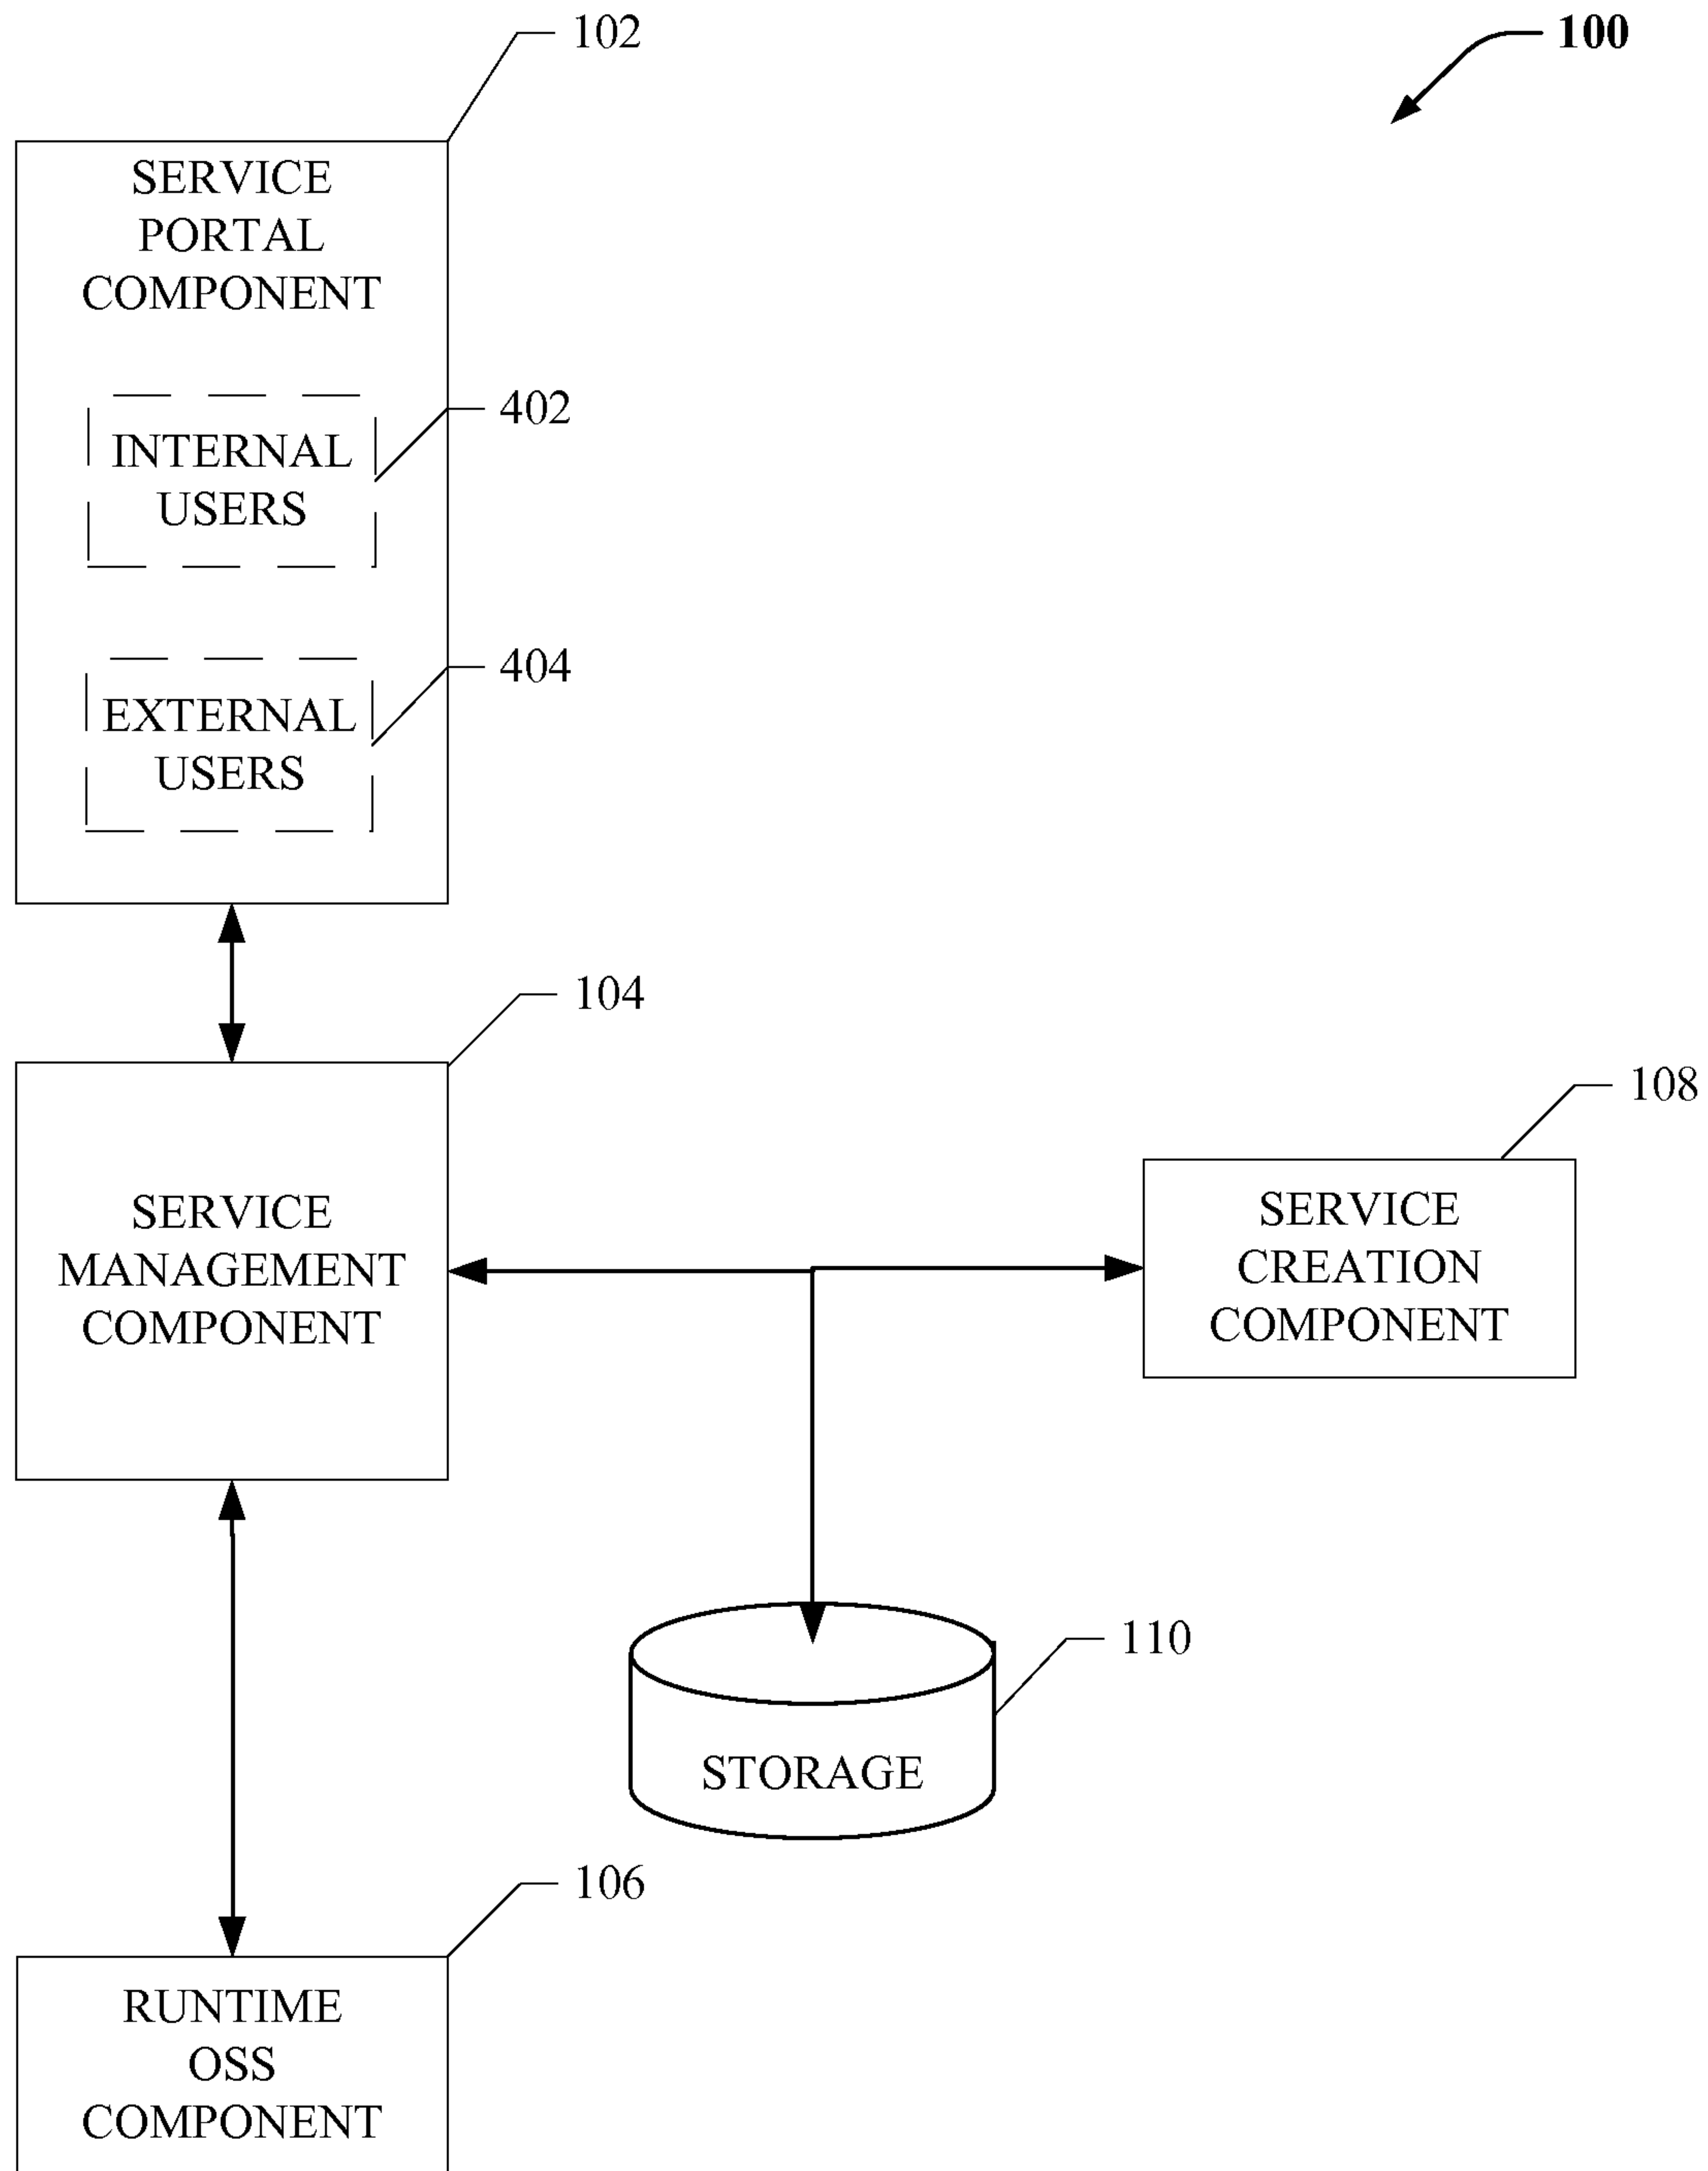 102
100
SERVICE
PORTAL
COMPONENT
402
INTERNAL
USERS
404
EXTERNAL
USERS
104
108
SERVICE
MANAGEMENT
COMPONENT
SERVICE
CREATION
COMPONENT
110
STORAGE
106
RUNTIME
OSS
COMPONENT